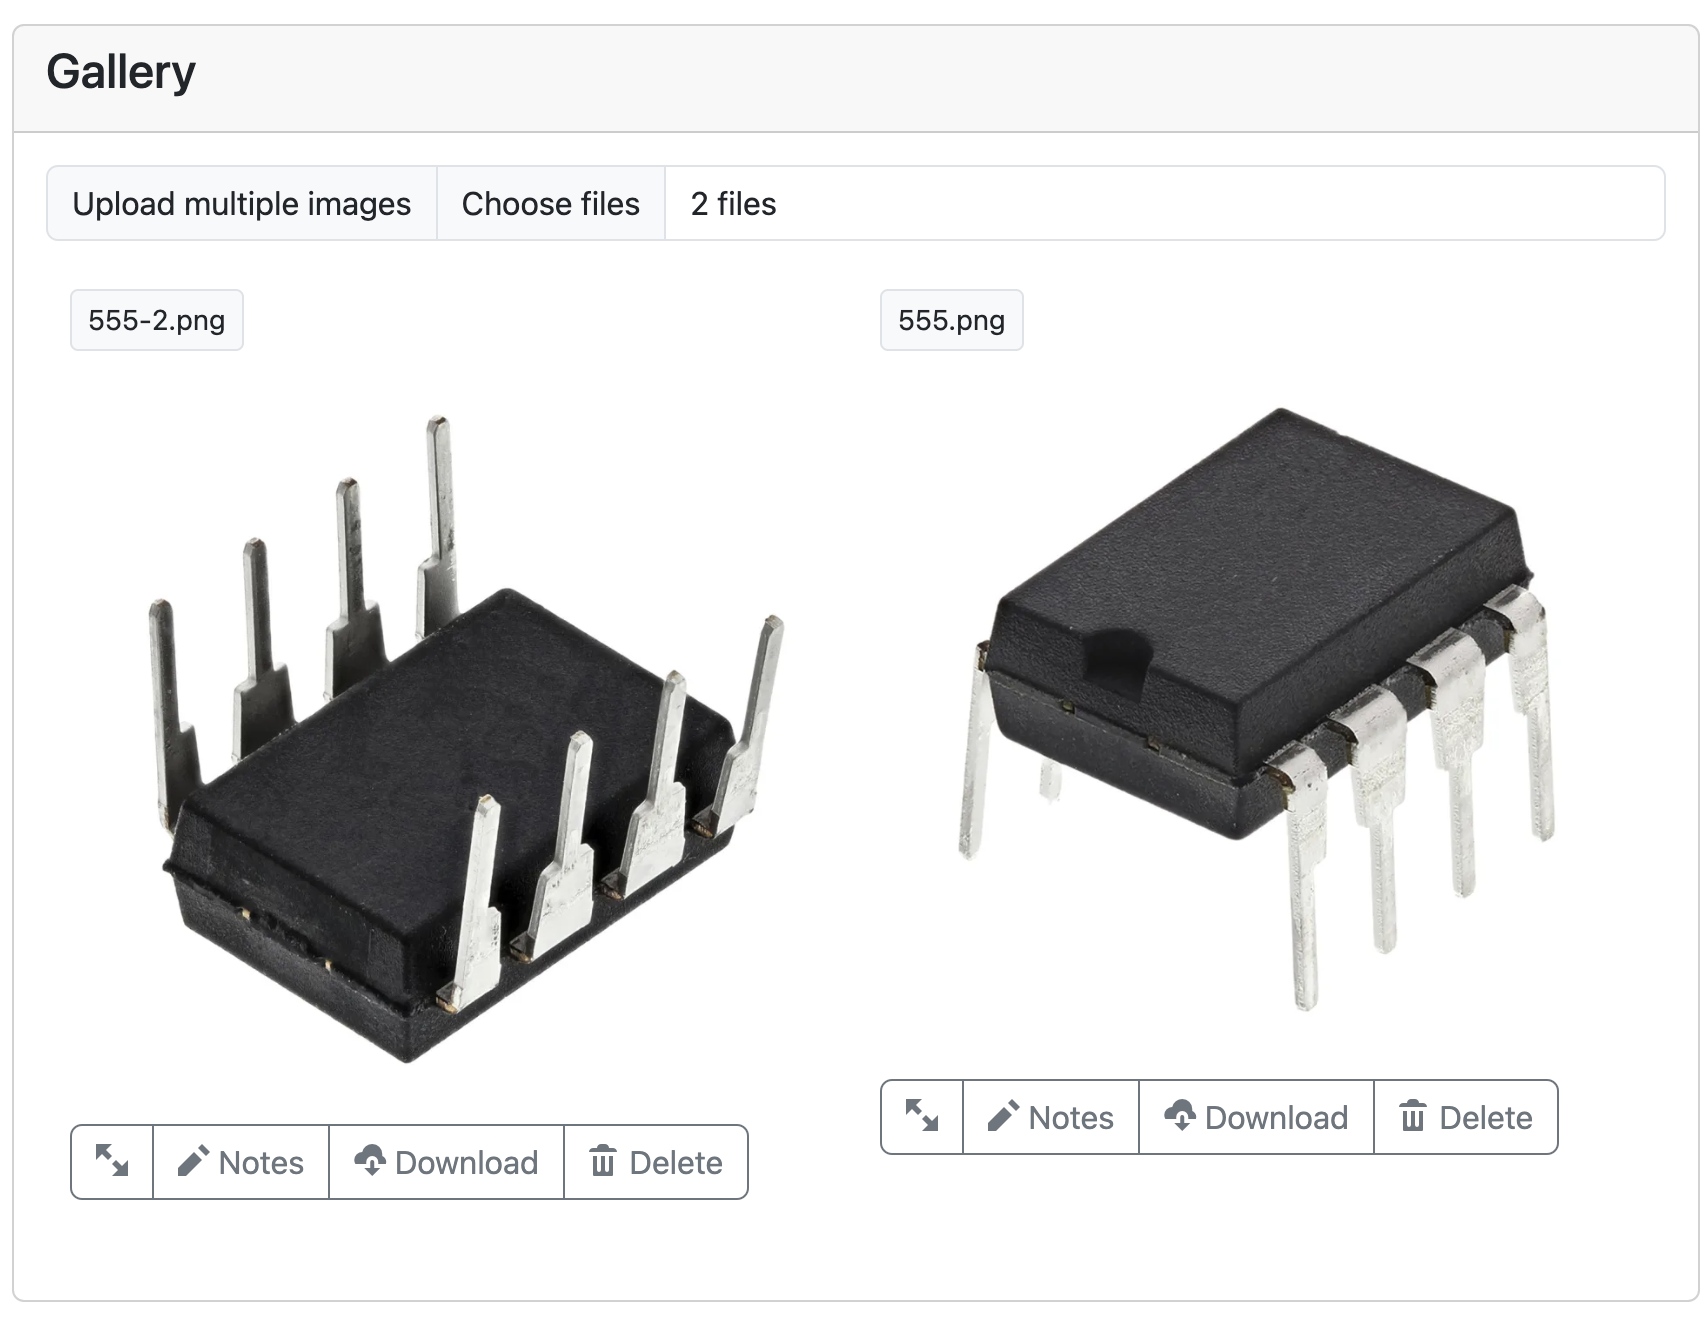 Gallery
Upload multiple images Choose files 2 files
555-2.png
555.png
Notes Download Delete
Notes Download Delete